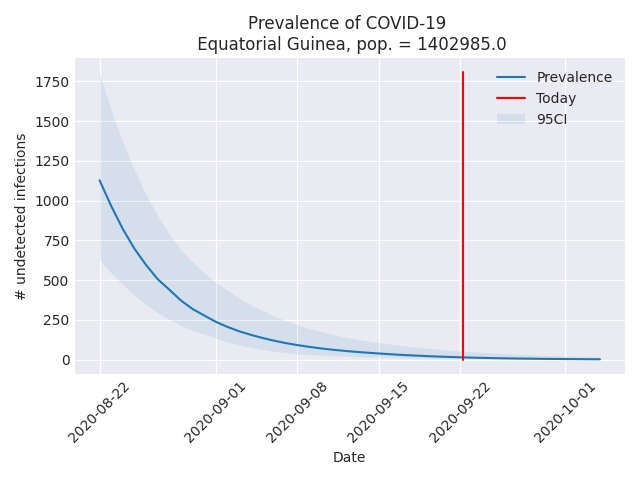 Prevalence of COVID-19
Equatorial Guinea, pop. = 1402985.0
Prevalence
Today
95CI
1750
1500
1250
1000
750
500
250
0
# undetected infections
2020-08-22
2020-09-01
2020-09-08
2020-09-15
2020-09-22
2020-10-01
Date